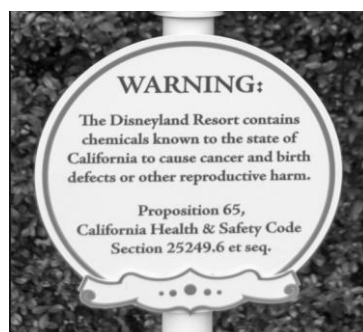 WARNING:
The Disneyland Resort contains
chemicals known to the state of
California to cause cancer and birth
defects or other reproductive harm.
Proposition 65,
California Health & Safety Code
Section 25249.6 et seq.